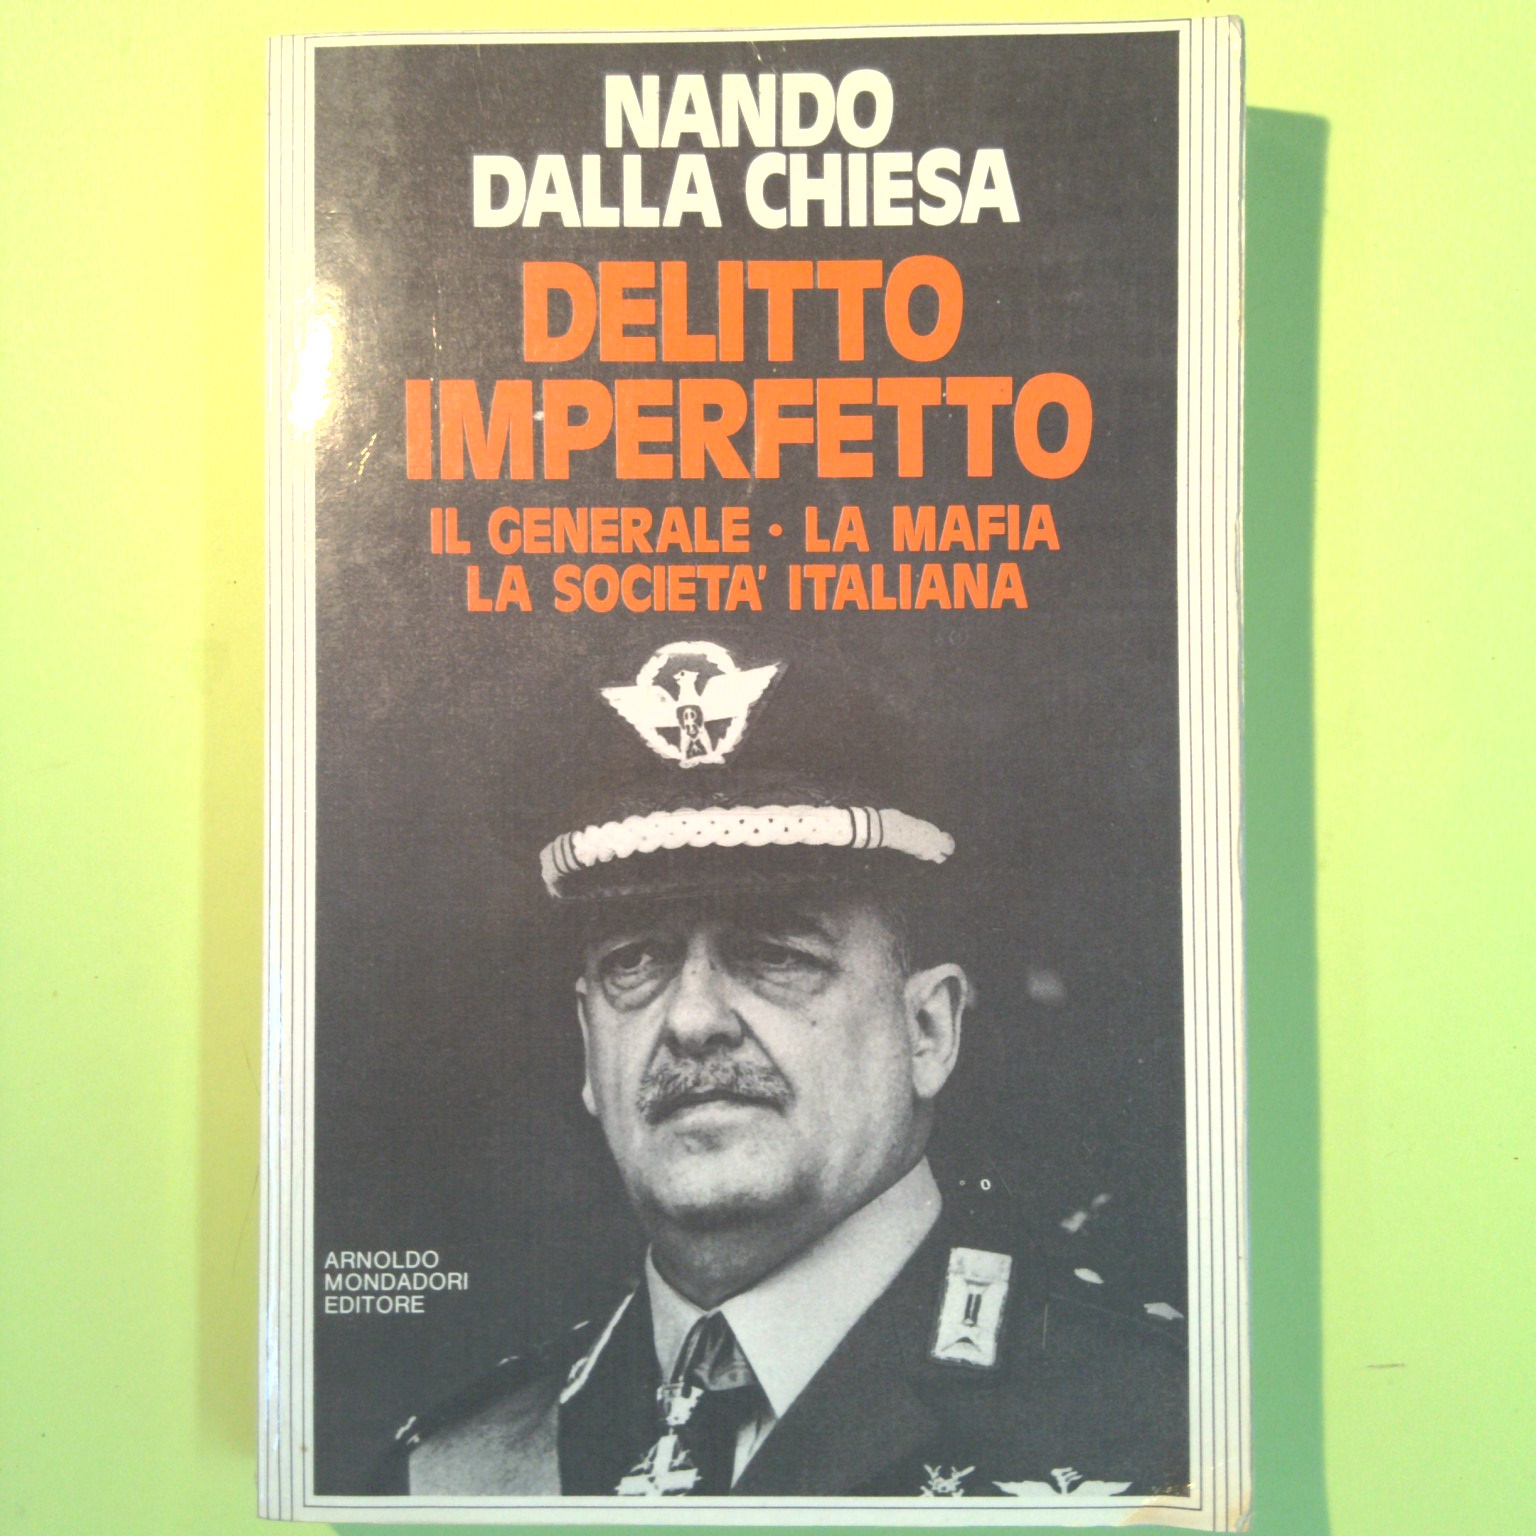 NANDO
DALLA CHIESA
DELITTO
IMPERFETTO
IL GENERALE • LA MAFIA
LA SOCIETA' ITALIANA
ARNOLDO
MONDADORI
EDITORE